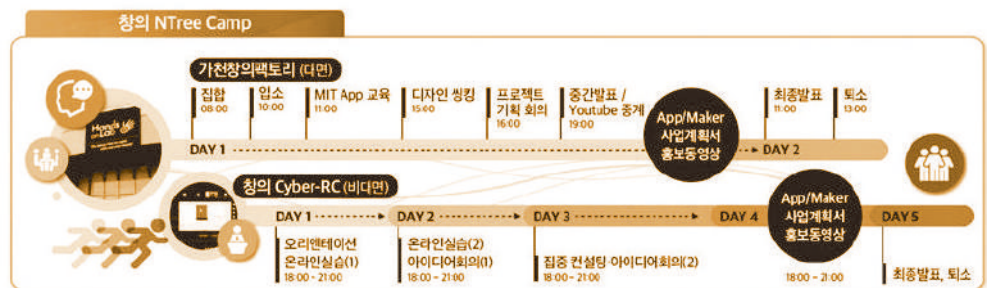 창의 NTree Camp
가천창의팩토리 (대면)
집합
08:00
입소
10:00
MIT App 교육
11:00
디자인 씽킹
15:00
프로젝트
기획 회의
16:00
중간발표 /
Youtube 중계
19:00
App/Maker
사업계획서
홍보동영상
최종발표
11:00
퇴소
13:00
Hands
on Lab
DAY 1
DAY 2
창의 Cyber-RC (비대면)
DAY 1
DAY 2
DAY 3
DAY 4
App/Maker
사업계획서
홍보동영상
DAY 5
오리엔테이션
온라인실습(1)
18:00 - 21:00
온라인실습(2)
아이디어회의(1)
18:00 - 21:00
집중 컨설팅·아이디어회의(2)
18:00 - 21:00
18:00 - 21:00
최종발표, 퇴소